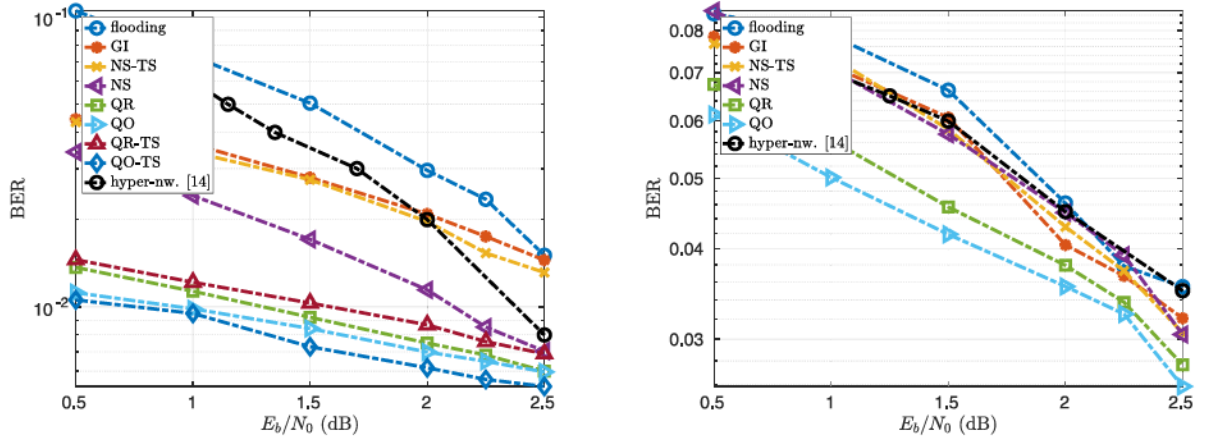 10⁻¹
10⁻²
BER
0.5
1
1.5
2
2.5
E_b/N_0 (dB)
flooding
GI
NS-TS
NS
QR
QO
QR-TS
QO-TS
hyper-nw. [14]
0.08
0.07
0.06
0.05
0.04
0.03
BER
0.5
1
1.5
2
2.5
E_b/N_0 (dB)
flooding
GI
NS-TS
NS
QR
QO
hyper-nw. [14]